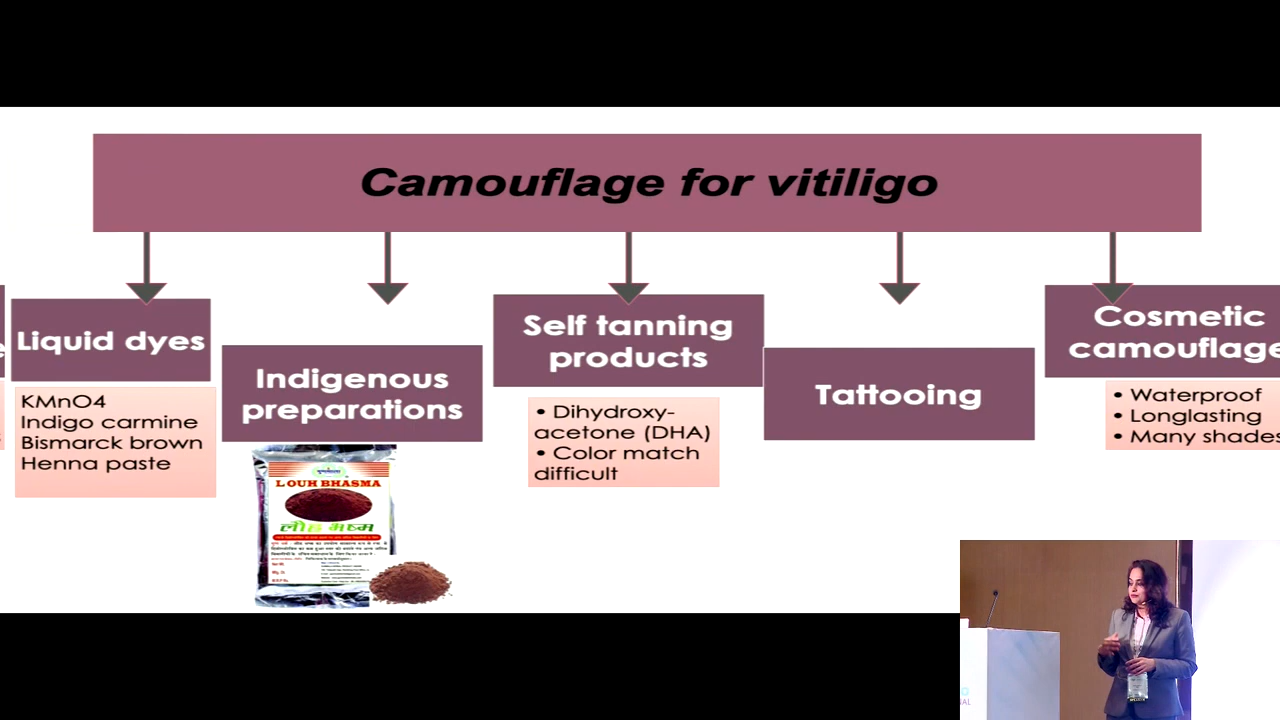 Camouflage for vitiligo
Liquid dyes
KMnO4
Indigo carmine
Bismarck brown
Henna paste
Indigenous
preparations
LOUH BHASMA
लौह भष्म
Self tanning
products
• Dihydroxy-
acetone (DHA)
• Color match
difficult
Tattooing
Cosmetic
camouflage
• Waterproof
• Longlasting
• Many shades